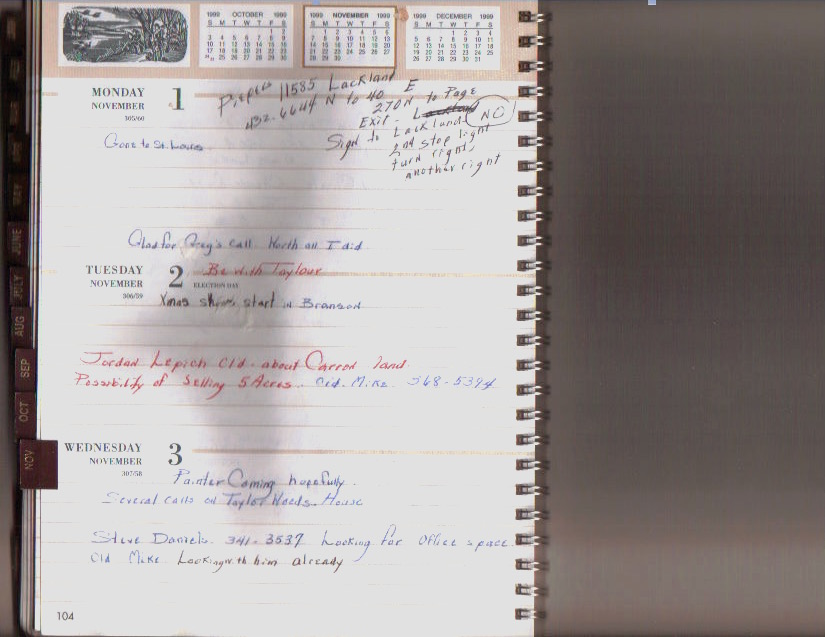 1999 OCTOBER 1999
S M T W T F S
1 2
3 4 5 6 7 8 9
10 11 12 13 14 15 16
17 18 19 20 21 22 23
24/31 25 26 27 28 29 30
1999 NOVEMBER 1999
S M T W T F S
1 2 3 4 5 6
7 8 9 10 11 12 13
14 15 16 17 18 19 20
21 22 23 24 25 26 27
28 29 30
1999 DECEMBER 1999
S M T W T F S
1 2 3 4
5 6 7 8 9 10 11
12 13 14 15 16 17 18
19 20 21 22 23 24 25
26 27 28 29 30 31
MONDAY 1
NOVEMBER
305/60
11585 Lackland E
432-6644 N to 40
270N to Page
Exit - Lackland NO
Sign to Lackland
2nd stop light
turn right,
another right
Gone to St. Louis
Glad for Greg's call. North all I did
TUESDAY 2 Be with Taylour
NOVEMBER ELECTION DAY
306/59
Xmas shows start in Branson
Jordan Lepich Cld. about Carron land.
Possibility of Selling 5 Acres. Cld. Mike. 368-5394
WEDNESDAY 3
NOVEMBER
307/58
Painter Coming hopefully.
Several calls on Taylor Woods. House
Steve Daniels. 341-3537 Looking for Office space.
Cld Mike Looking with him already
104
MAY
JUNE
JULY
AUG
SEP
OCT
NOV